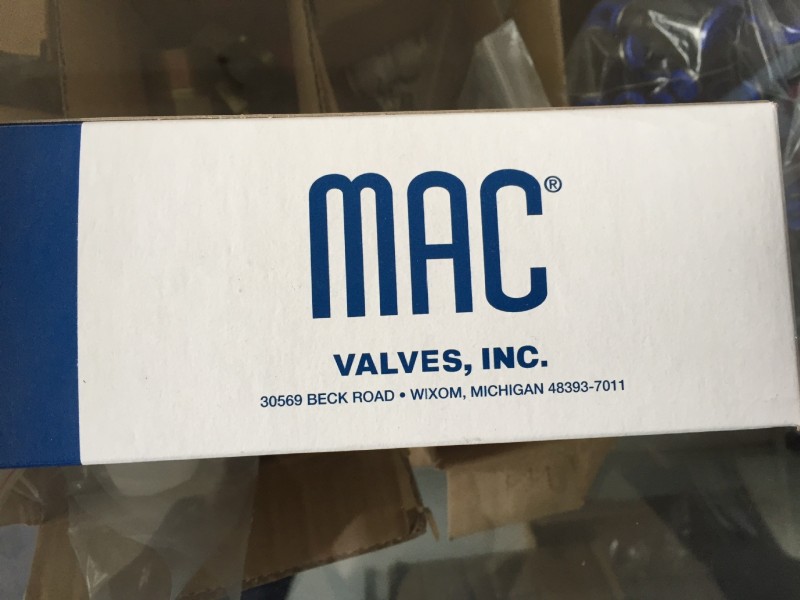 MAC®
VALVES, INC.
30569 BECK ROAD • WIXOM, MICHIGAN 48393-7011